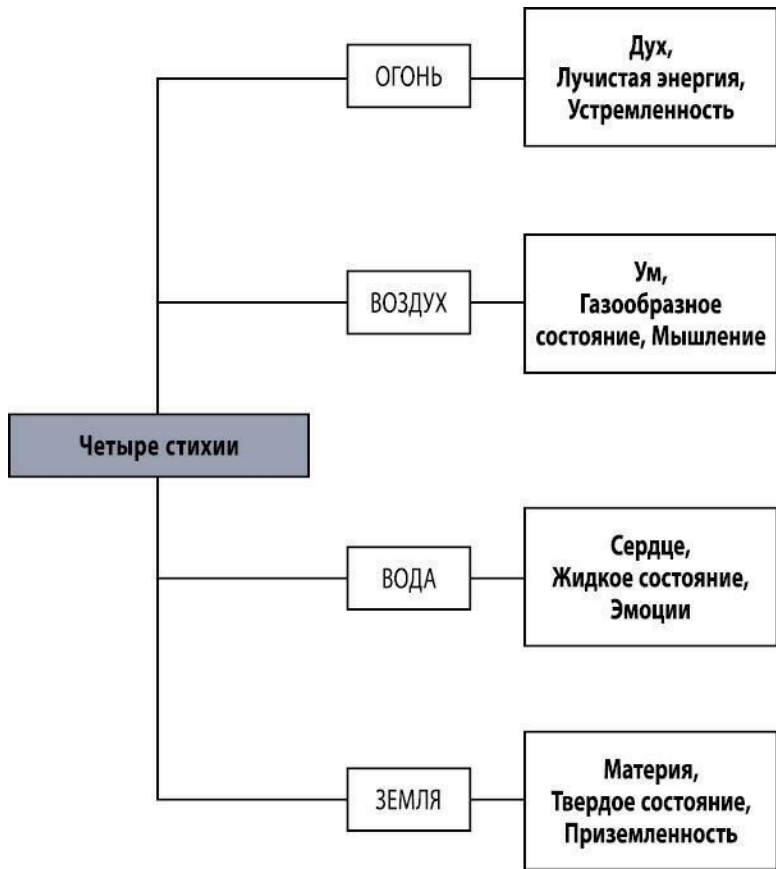 ОГОНЬ
Дух,
Лучистая энергия,
Устремленность
ВОЗДУХ
Ум,
Газообразное
состояние, Мышление
Четыре стихии
ВОДА
Сердце,
Жидкое состояние,
Эмоции
ЗЕМЛЯ
Материя,
Твердое состояние,
Приземленность